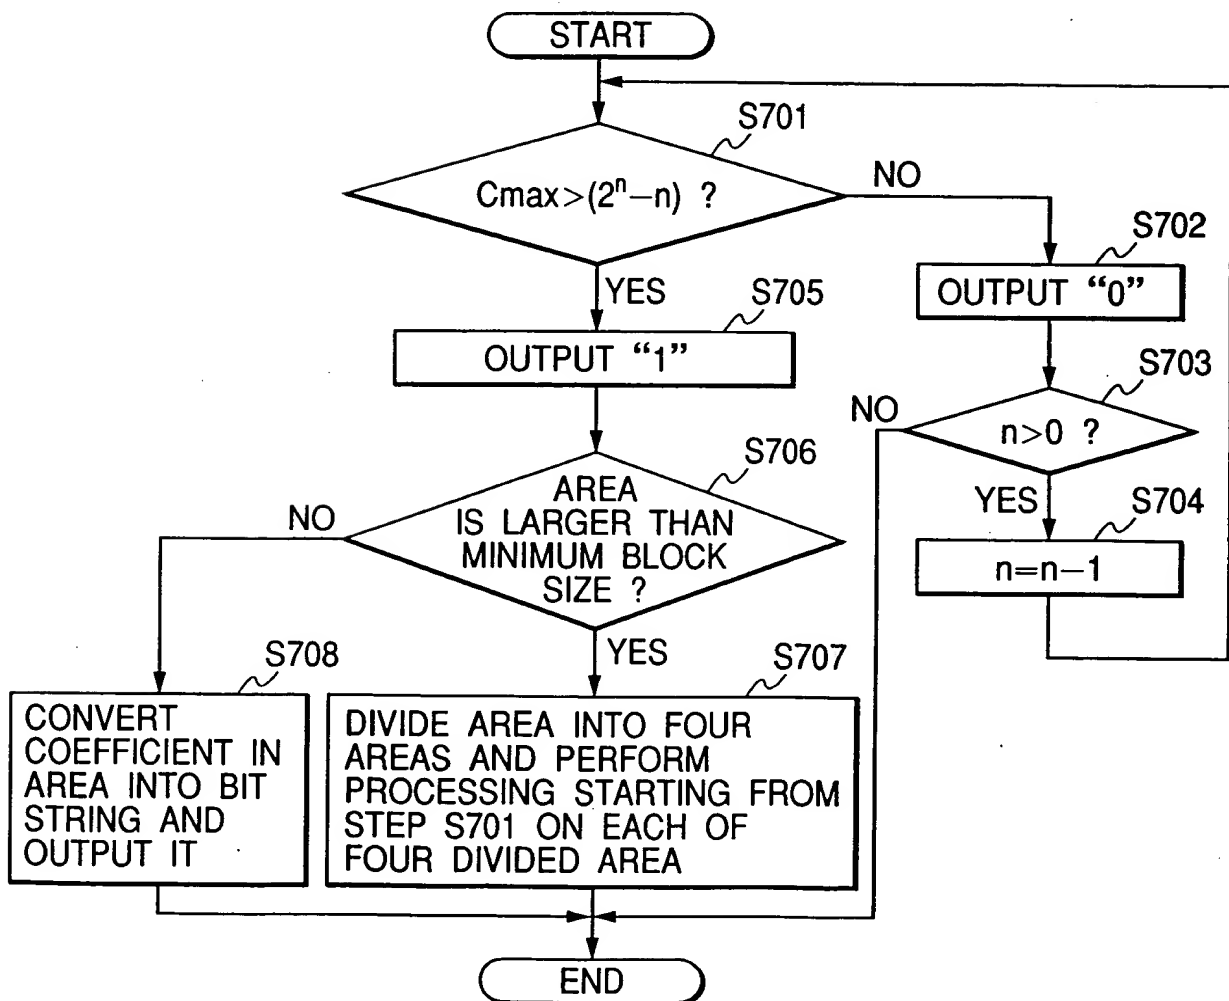 START
S701
Cmax>(2ⁿ−n) ?
NO
S702
OUTPUT “0”
YES
S705
OUTPUT “1”
S703
NO
n>0 ?
YES
S704
n=n−1
S706
AREA
IS LARGER THAN
MINIMUM BLOCK
SIZE ?
NO
YES
S708
CONVERT
COEFFICIENT IN
AREA INTO BIT
STRING AND
OUTPUT IT
S707
DIVIDE AREA INTO FOUR
AREAS AND PERFORM
PROCESSING STARTING FROM
STEP S701 ON EACH OF
FOUR DIVIDED AREA
END